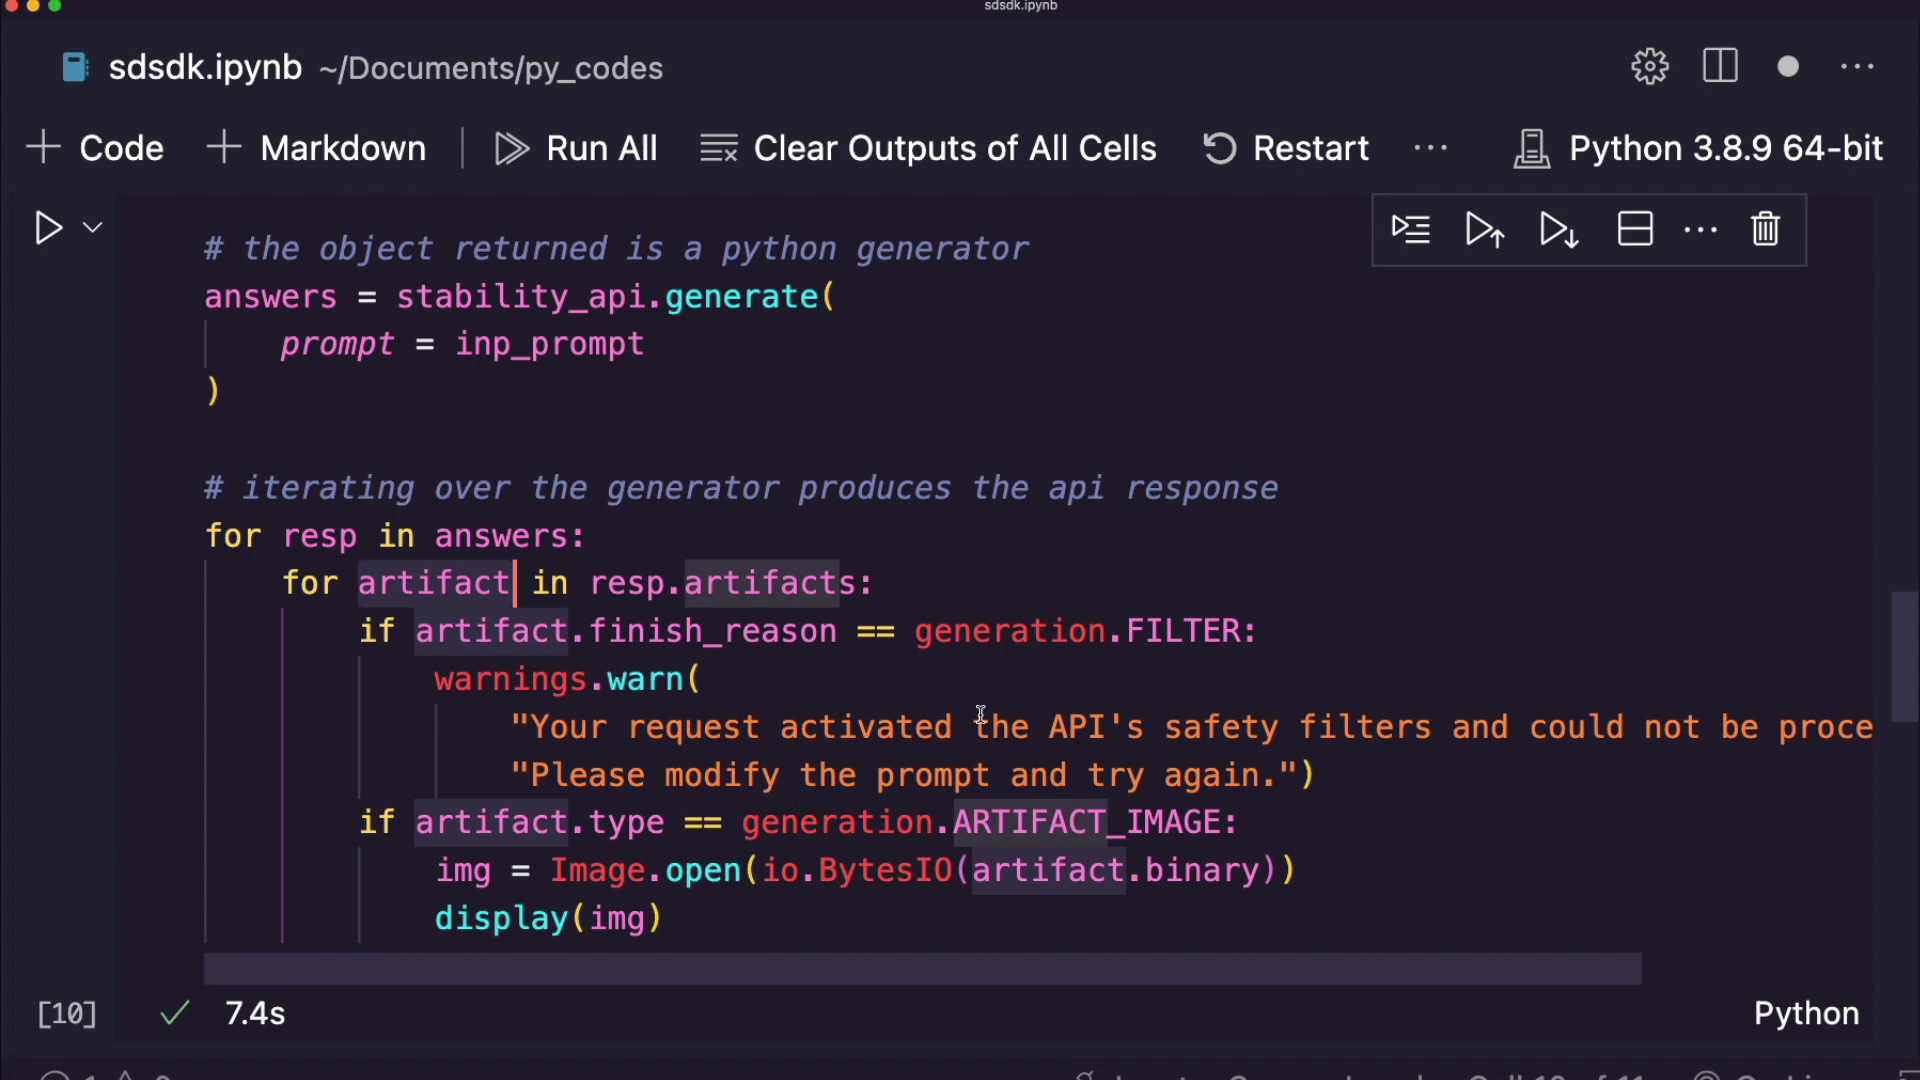 sdsdk.ipynb
sdsdk.ipynb ~/Documents/py_codes
Code Markdown Run All Clear Outputs of All Cells Restart ... Python 3.8.9 64-bit
# the object returned is a python generator
answers = stability_api.generate(
prompt = inp_prompt
)
# iterating over the generator produces the api response
for resp in answers:
for artifact in resp.artifacts:
if artifact.finish_reason == generation.FILTER:
warnings.warn(
"Your request activated the API's safety filters and could not be proce
"Please modify the prompt and try again.")
if artifact.type == generation.ARTIFACT_IMAGE:
img = Image.open(io.BytesIO(artifact.binary))
display(img)
[10] 7.4s Python